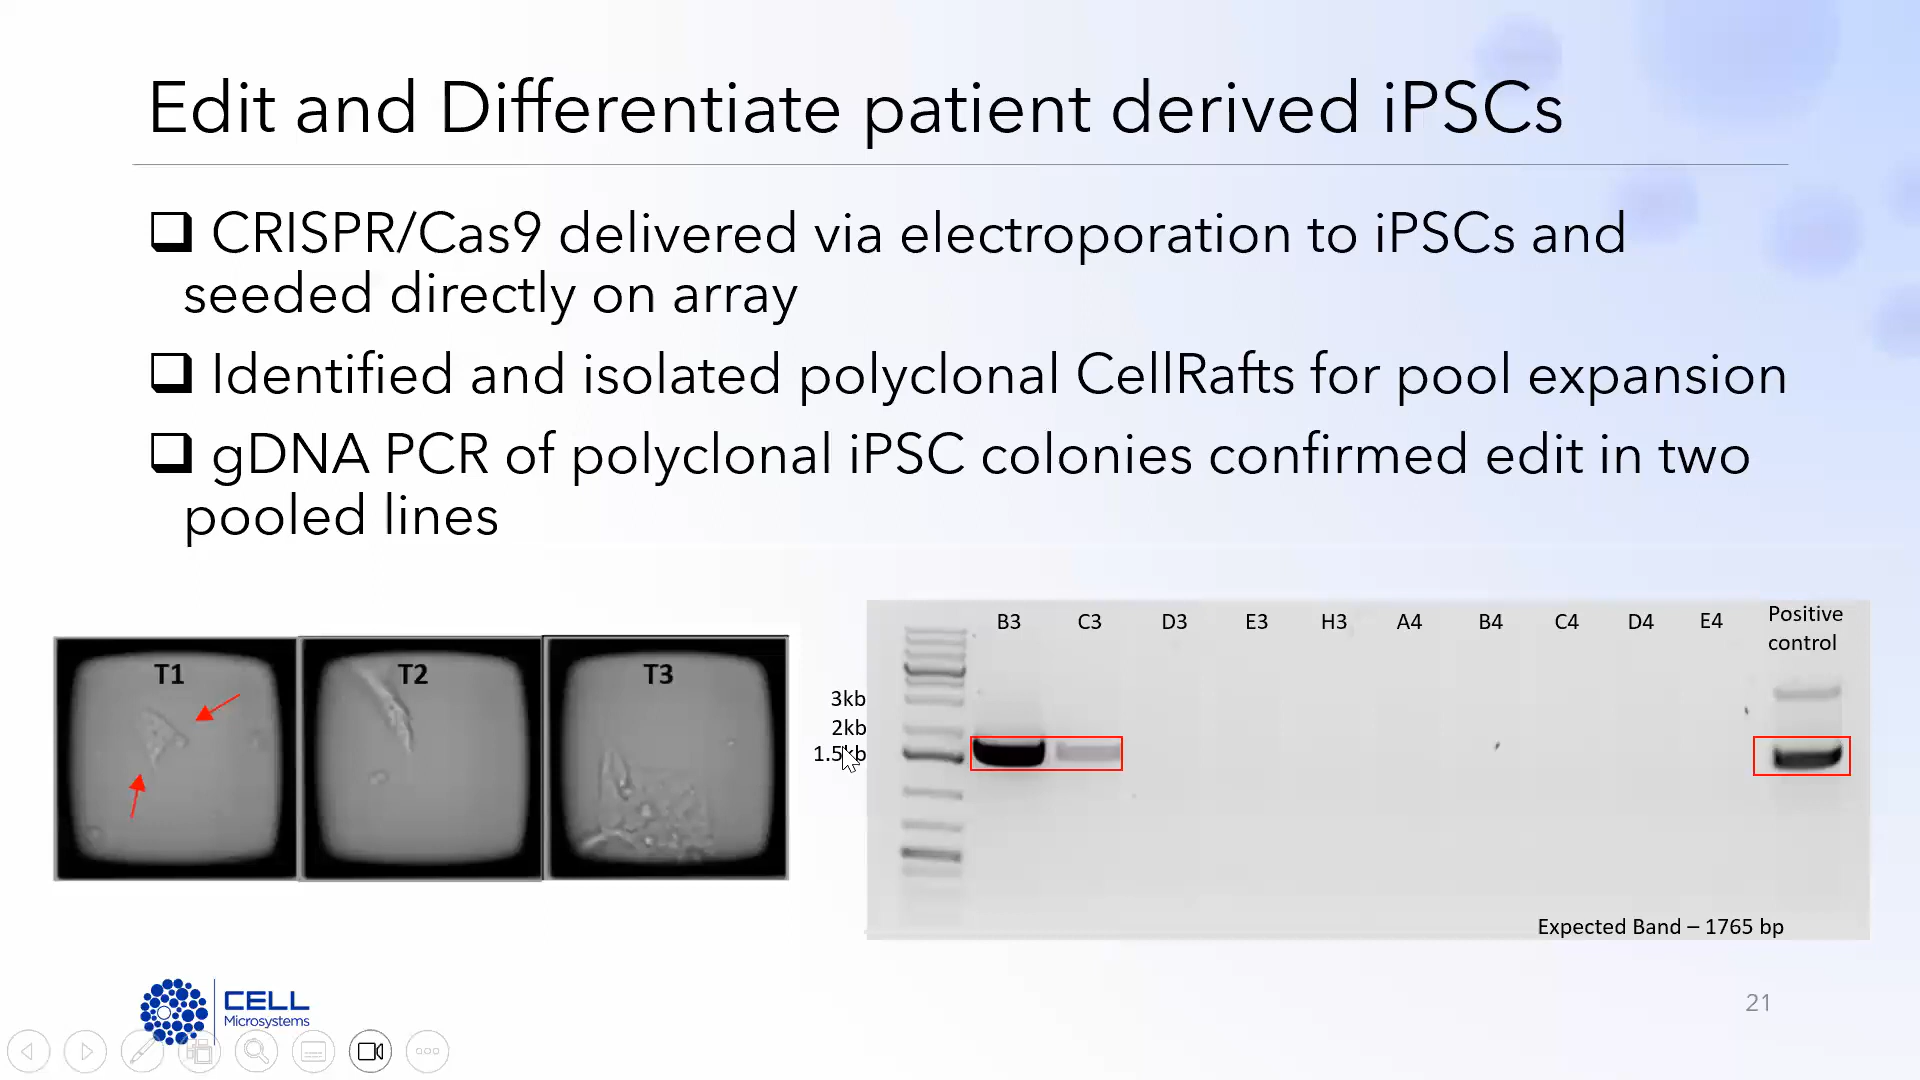 Edit and Differentiate patient derived iPSCs
❑ CRISPR/Cas9 delivered via electroporation to iPSCs and
seeded directly on array
❑ Identified and isolated polyclonal CellRafts for pool expansion
❑ gDNA PCR of polyclonal iPSC colonies confirmed edit in two
pooled lines
T1 T2 T3
B3 C3 D3 E3 H3 A4 B4 C4 D4 E4 Positive
control
3kb
2kb
1.5kb
Expected Band – 1765 bp
CELL
Microsystems
21